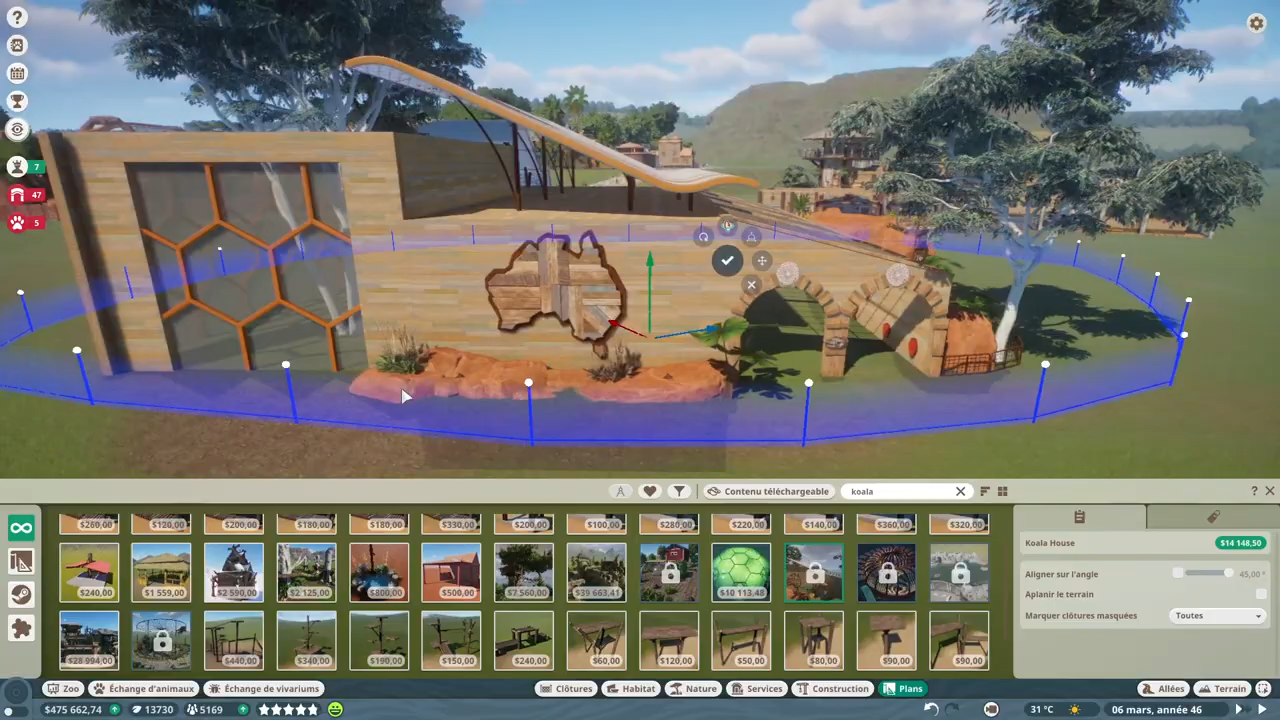 ?
7
47
5
Contenu téléchargeable
koala
?
$260,00 $120,00 $200,00 $180,00 $180,00 $330,00 $200,00 $100,00 $280,00 $220,00 $140,00 $360,00 $320,00
$240,00 $1 559,00 $2 590,00 $2 125,00 $800,00 $500,00 $7 560,00 $39 663,41 $10 113,48
$28 994,00 $440,00 $340,00 $190,00 $150,00 $240,00 $60,00 $120,00 $50,00 $80,00 $90,00 $90,00
Koala House $14 148,50
Aligner sur l'angle 45,00°
Aplanir le terrain
Marquer clôtures masquées Toutes
Zoo Échange d'animaux Échange de vivariums Clôtures Habitat Nature Services Construction Plans Allées Terrain
$475 662,74 13730 5169 31 °C 06 mars, année 46